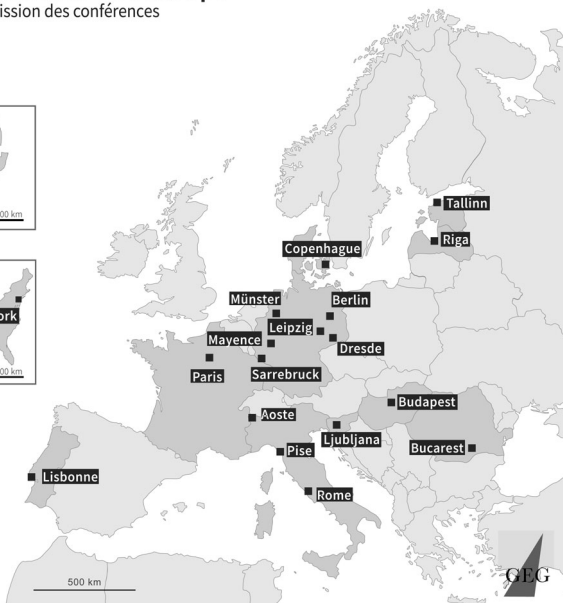 ission des conférences
00 km
ork
00 km
Tallinn
Riga
Copenhague
Münster
Berlin
Leipzig
Mayence
Dresde
Paris
Sarrebruck
Budapest
Aoste
Ljubljana
Bucarest
Pise
Lisbonne
Rome
500 km
GEG